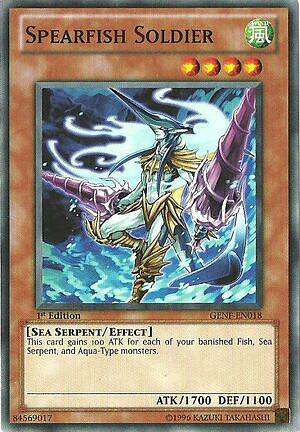 SPEARFISH SOLDIER
WIND
風
1st Edition
GENF-EN018
[SEA SERPENT/EFFECT]
This card gains 100 ATK for each of your banished Fish, Sea
Serpent, and Aqua-Type monsters.
ATK/1700 DEF/1100
84569017
©1996 KAZUKI TAKAHASHI